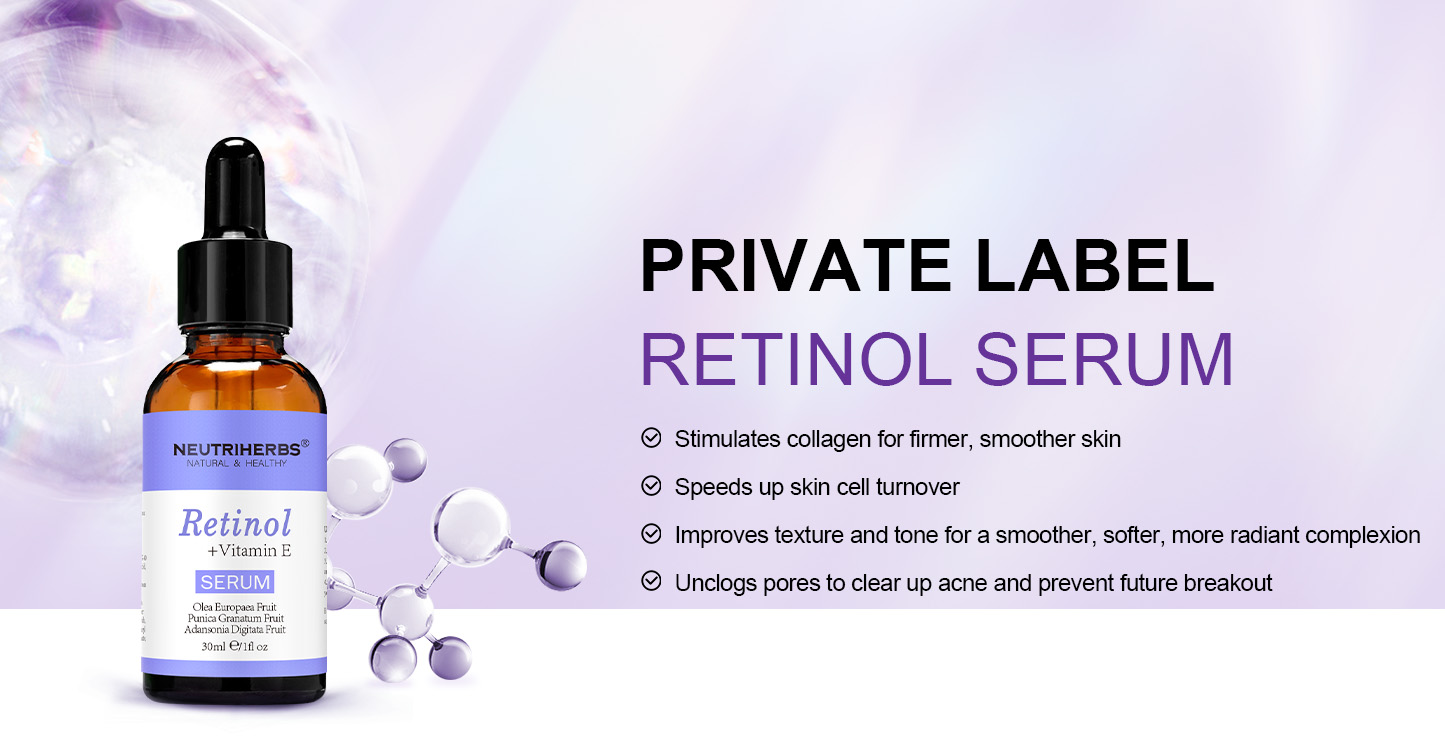 PRIVATE LABEL
RETINOL SERUM
Stimulates collagen for firmer, smoother skin
Speeds up skin cell turnover
Improves texture and tone for a smoother, softer, more radiant complexion
Unclogs pores to clear up acne and prevent future breakout
NEUTRIHERBS®
NATURAL & HEALTHY
Retinol
+Vitamin E
SERUM
Olea Europaea Fruit
Punica Granatum Fruit
Adansonia Digitata Fruit
30ml ℮/1fl oz